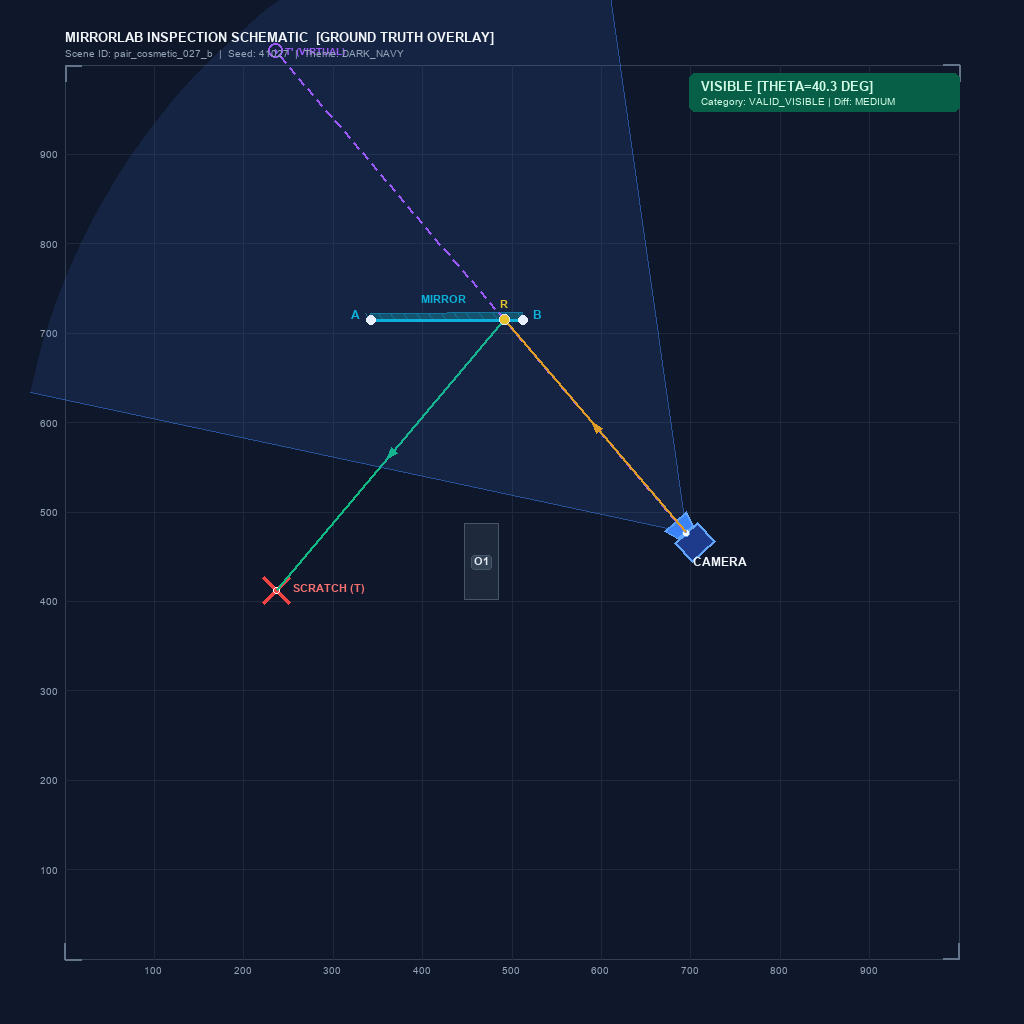 MIRRORLAB INSPECTION SCHEMATIC [GROUND TRUTH OVERLAY]
Scene ID: pair_cosmetic_027_b | Seed: 41027 | Theme: DARK_NAVY
T' (VIRTUAL)
VISIBLE [THETA=40.3 DEG]
Category: VALID_VISIBLE | Diff: MEDIUM
900
800
MIRROR
R
A
B
700
600
500
O1
CAMERA
SCRATCH (T)
400
300
200
100
100 200 300 400 500 600 700 800 900